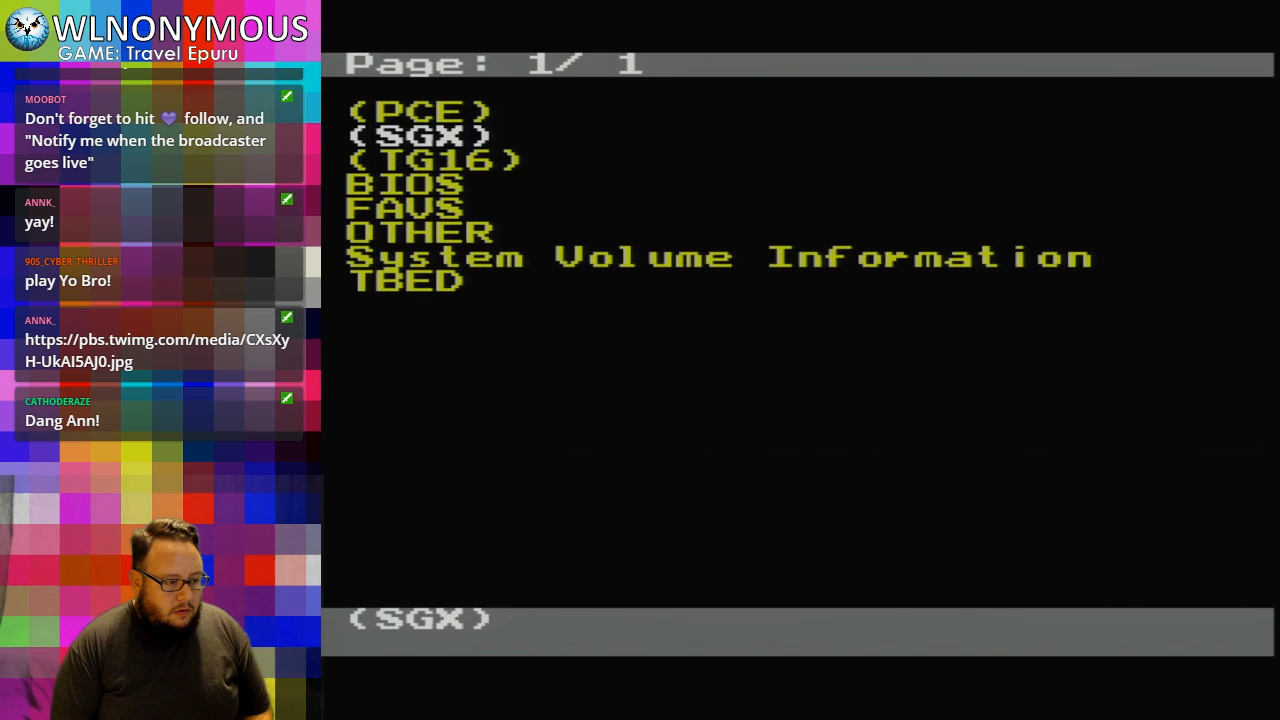 WLNONYMOUS
GAME: Travel Epuru
MOOBOT
Don't forget to hit 💜 follow, and
"Notify me when the broadcaster
goes live"
ANNK_
yay!
90S_CYBER_THRILLER
play Yo Bro!
ANNK_
https://pbs.twimg.com/media/CXsXy
H-UkAI5AJ0.jpg
CATHODERAZE
Dang Ann!
Page: 1/ 1
(PCE)
(SGX)
(TG16)
BIOS
FAVS
OTHER
System Volume Information
TBED
(SGX)